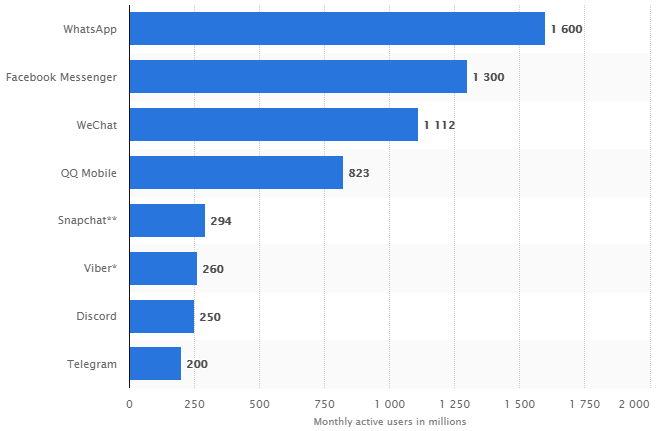 WhatsApp 1 600
Facebook Messenger 1 300
WeChat 1 112
QQ Mobile 823
Snapchat** 294
Viber* 260
Discord 250
Telegram 200
0 250 500 750 1 000 1 250 1 500 1 750 2 000
Monthly active users in millions